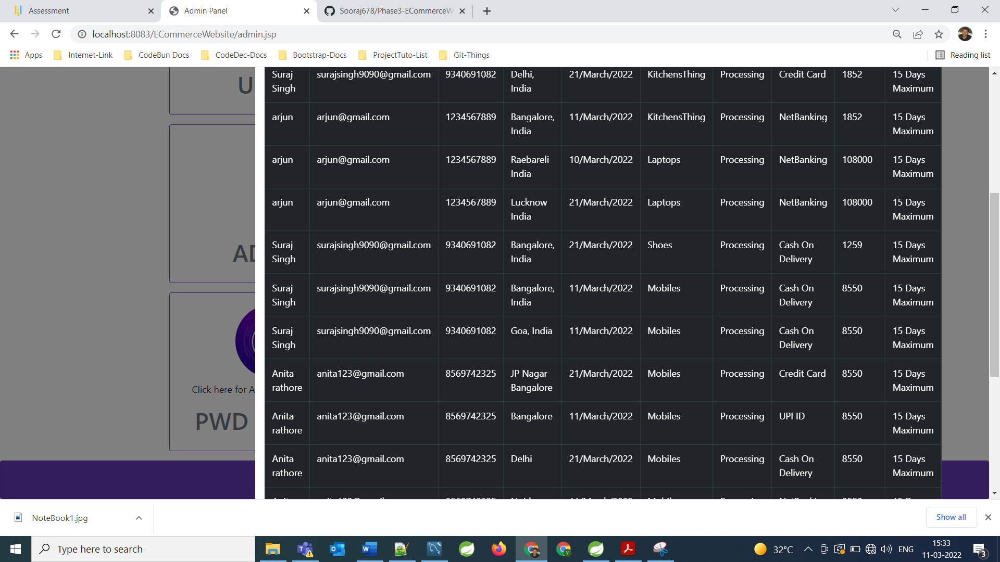 Assessment
Admin Panel
Sooraj678/Phase3-ECommerceW
localhost:8083/ECommerceWebsite/admin.jsp
Apps Internet-Link CodeBun Docs CodeDec-Docs Bootstrap-Docs ProjectTuto-List Git-Things Reading list
U
AD
Click here for A
PWD
Suraj surajsingh9090@gmail.com 9340691082 Delhi, 21/March/2022 KitchensThing Processing Credit Card 1852 15 Days
Singh India Maximum
arjun arjun@gmail.com 1234567889 Bangalore, 11/March/2022 KitchensThing Processing NetBanking 1852 15 Days
India Maximum
arjun arjun@gmail.com 1234567889 Raebareli 10/March/2022 Laptops Processing NetBanking 108000 15 Days
India Maximum
arjun arjun@gmail.com 1234567889 Lucknow 21/March/2022 Laptops Processing NetBanking 108000 15 Days
India Maximum
Suraj surajsingh9090@gmail.com 9340691082 Bangalore, 21/March/2022 Shoes Processing Cash On 1259 15 Days
Singh India Delivery Maximum
Suraj surajsingh9090@gmail.com 9340691082 Bangalore, 11/March/2022 Mobiles Processing Cash On 8550 15 Days
Singh India Delivery Maximum
Suraj surajsingh9090@gmail.com 9340691082 Goa, India 11/March/2022 Mobiles Processing Cash On 8550 15 Days
Singh Delivery Maximum
Anita anita123@gmail.com 8569742325 JP Nagar 21/March/2022 Mobiles Processing Credit Card 8550 15 Days
rathore Bangalore Maximum
Anita anita123@gmail.com 8569742325 Bangalore 11/March/2022 Mobiles Processing UPI ID 8550 15 Days
rathore Maximum
Anita anita123@gmail.com 8569742325 Delhi 21/March/2022 Mobiles Processing Cash On 8550 15 Days
rathore Delivery Maximum
NoteBook1.jpg
Show all
Type here to search
32°C
ENG
15:33
11-03-2022
3